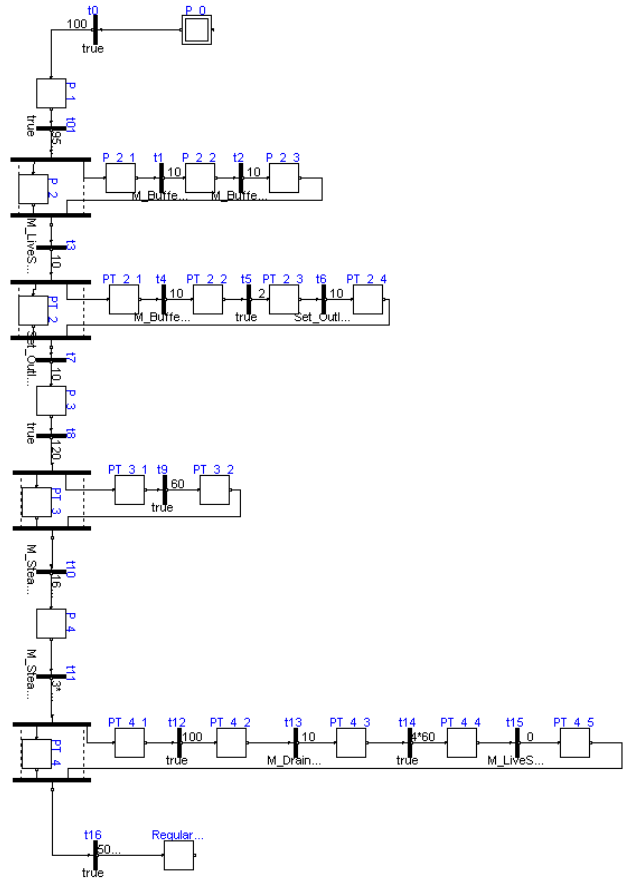 t0
P_0
100
true
P_1
true
t01
95
P_2_1
t1
P_2_2
t2
P_2_3
10
10
P_2
M_Buffe...
M_Buffe...
M_LiveS...
t3
10
PT_2_1
t4
PT_2_2
t5
PT_2_3
t6
PT_2_4
10
2
10
PT_2
M_Buffe...
true
Set_Outl...
Set_Outl...
t7
10
P_3
true
t8
120
PT_3_1
t9
PT_3_2
60
PT_3
true
M_Stea...
t10
16...
P_4
M_Stea...
t11
3*...
PT_4_1
t12
PT_4_2
t13
PT_4_3
t14
PT_4_4
t15
PT_4_5
100
10
4*60
0
PT_4
true
M_Drain...
true
M_LiveS...
t16
Regular...
50...
true